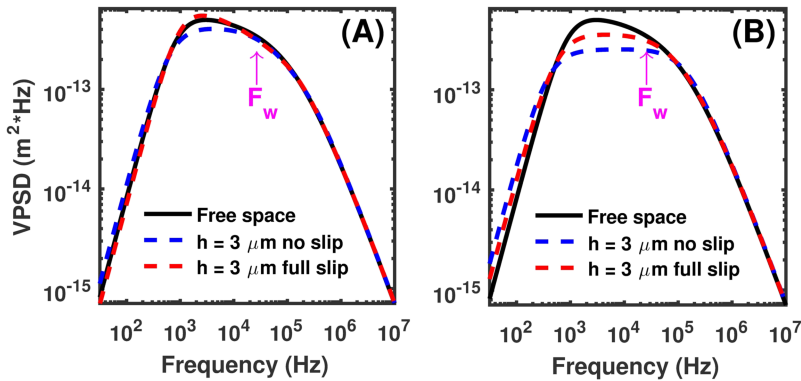 (A)
(B)
VPSD (m²*Hz)
10⁻¹³
10⁻¹⁴
10⁻¹⁵
F_w
Free space
h = 3 μm no slip
h = 3 μm full slip
10² 10³ 10⁴ 10⁵ 10⁶ 10⁷
Frequency (Hz)
10⁻¹³
10⁻¹⁴
10⁻¹⁵
F_w
Free space
h = 3 μm no slip
h = 3 μm full slip
10² 10³ 10⁴ 10⁵ 10⁶ 10⁷
Frequency (Hz)